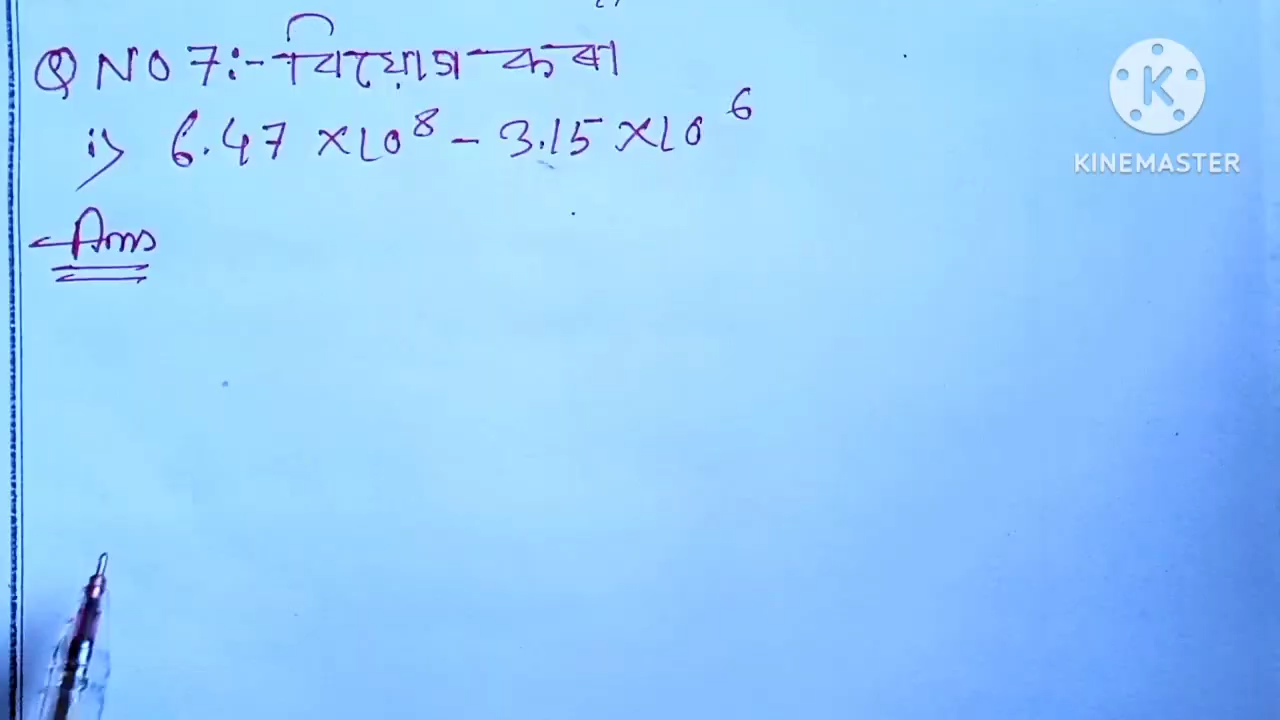 Q NO 7:- বিয়োগ কৰা
i> 6.47 ×10⁸ - 3.15 ×10⁶
Ans
K
KINEMASTER